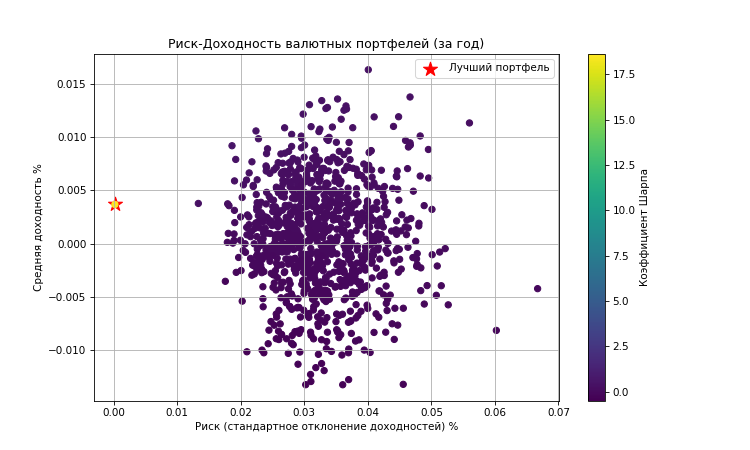 Риск-Доходность валютных портфелей (за год)
Лучший портфель
Средняя доходность %
0.015
0.010
0.005
0.000
−0.005
−0.010
0.00 0.01 0.02 0.03 0.04 0.05 0.06 0.07
Риск (стандартное отклонение доходностей) %
17.5
15.0
12.5
10.0
7.5
5.0
2.5
0.0
Коэффициент Шарпа